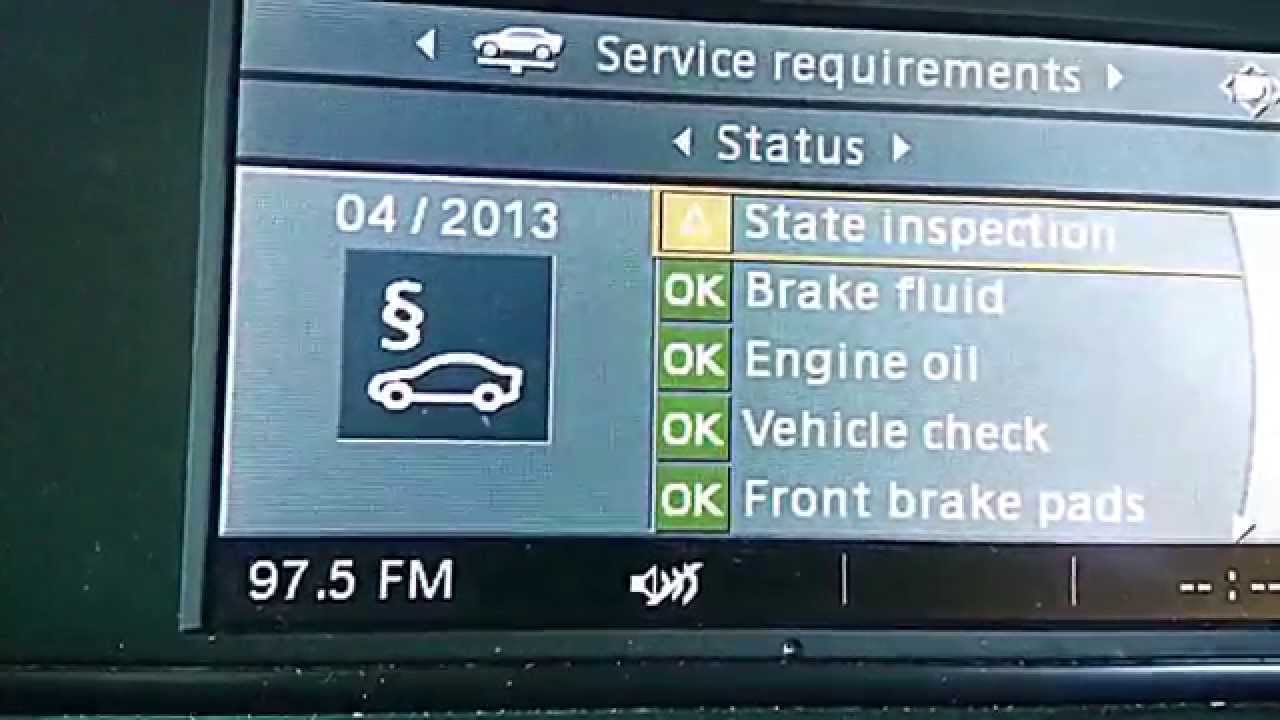 Service requirements
Status
04 / 2013
§
State inspection
OK Brake fluid
OK Engine oil
OK Vehicle check
OK Front brake pads
97.5 FM
-- : --